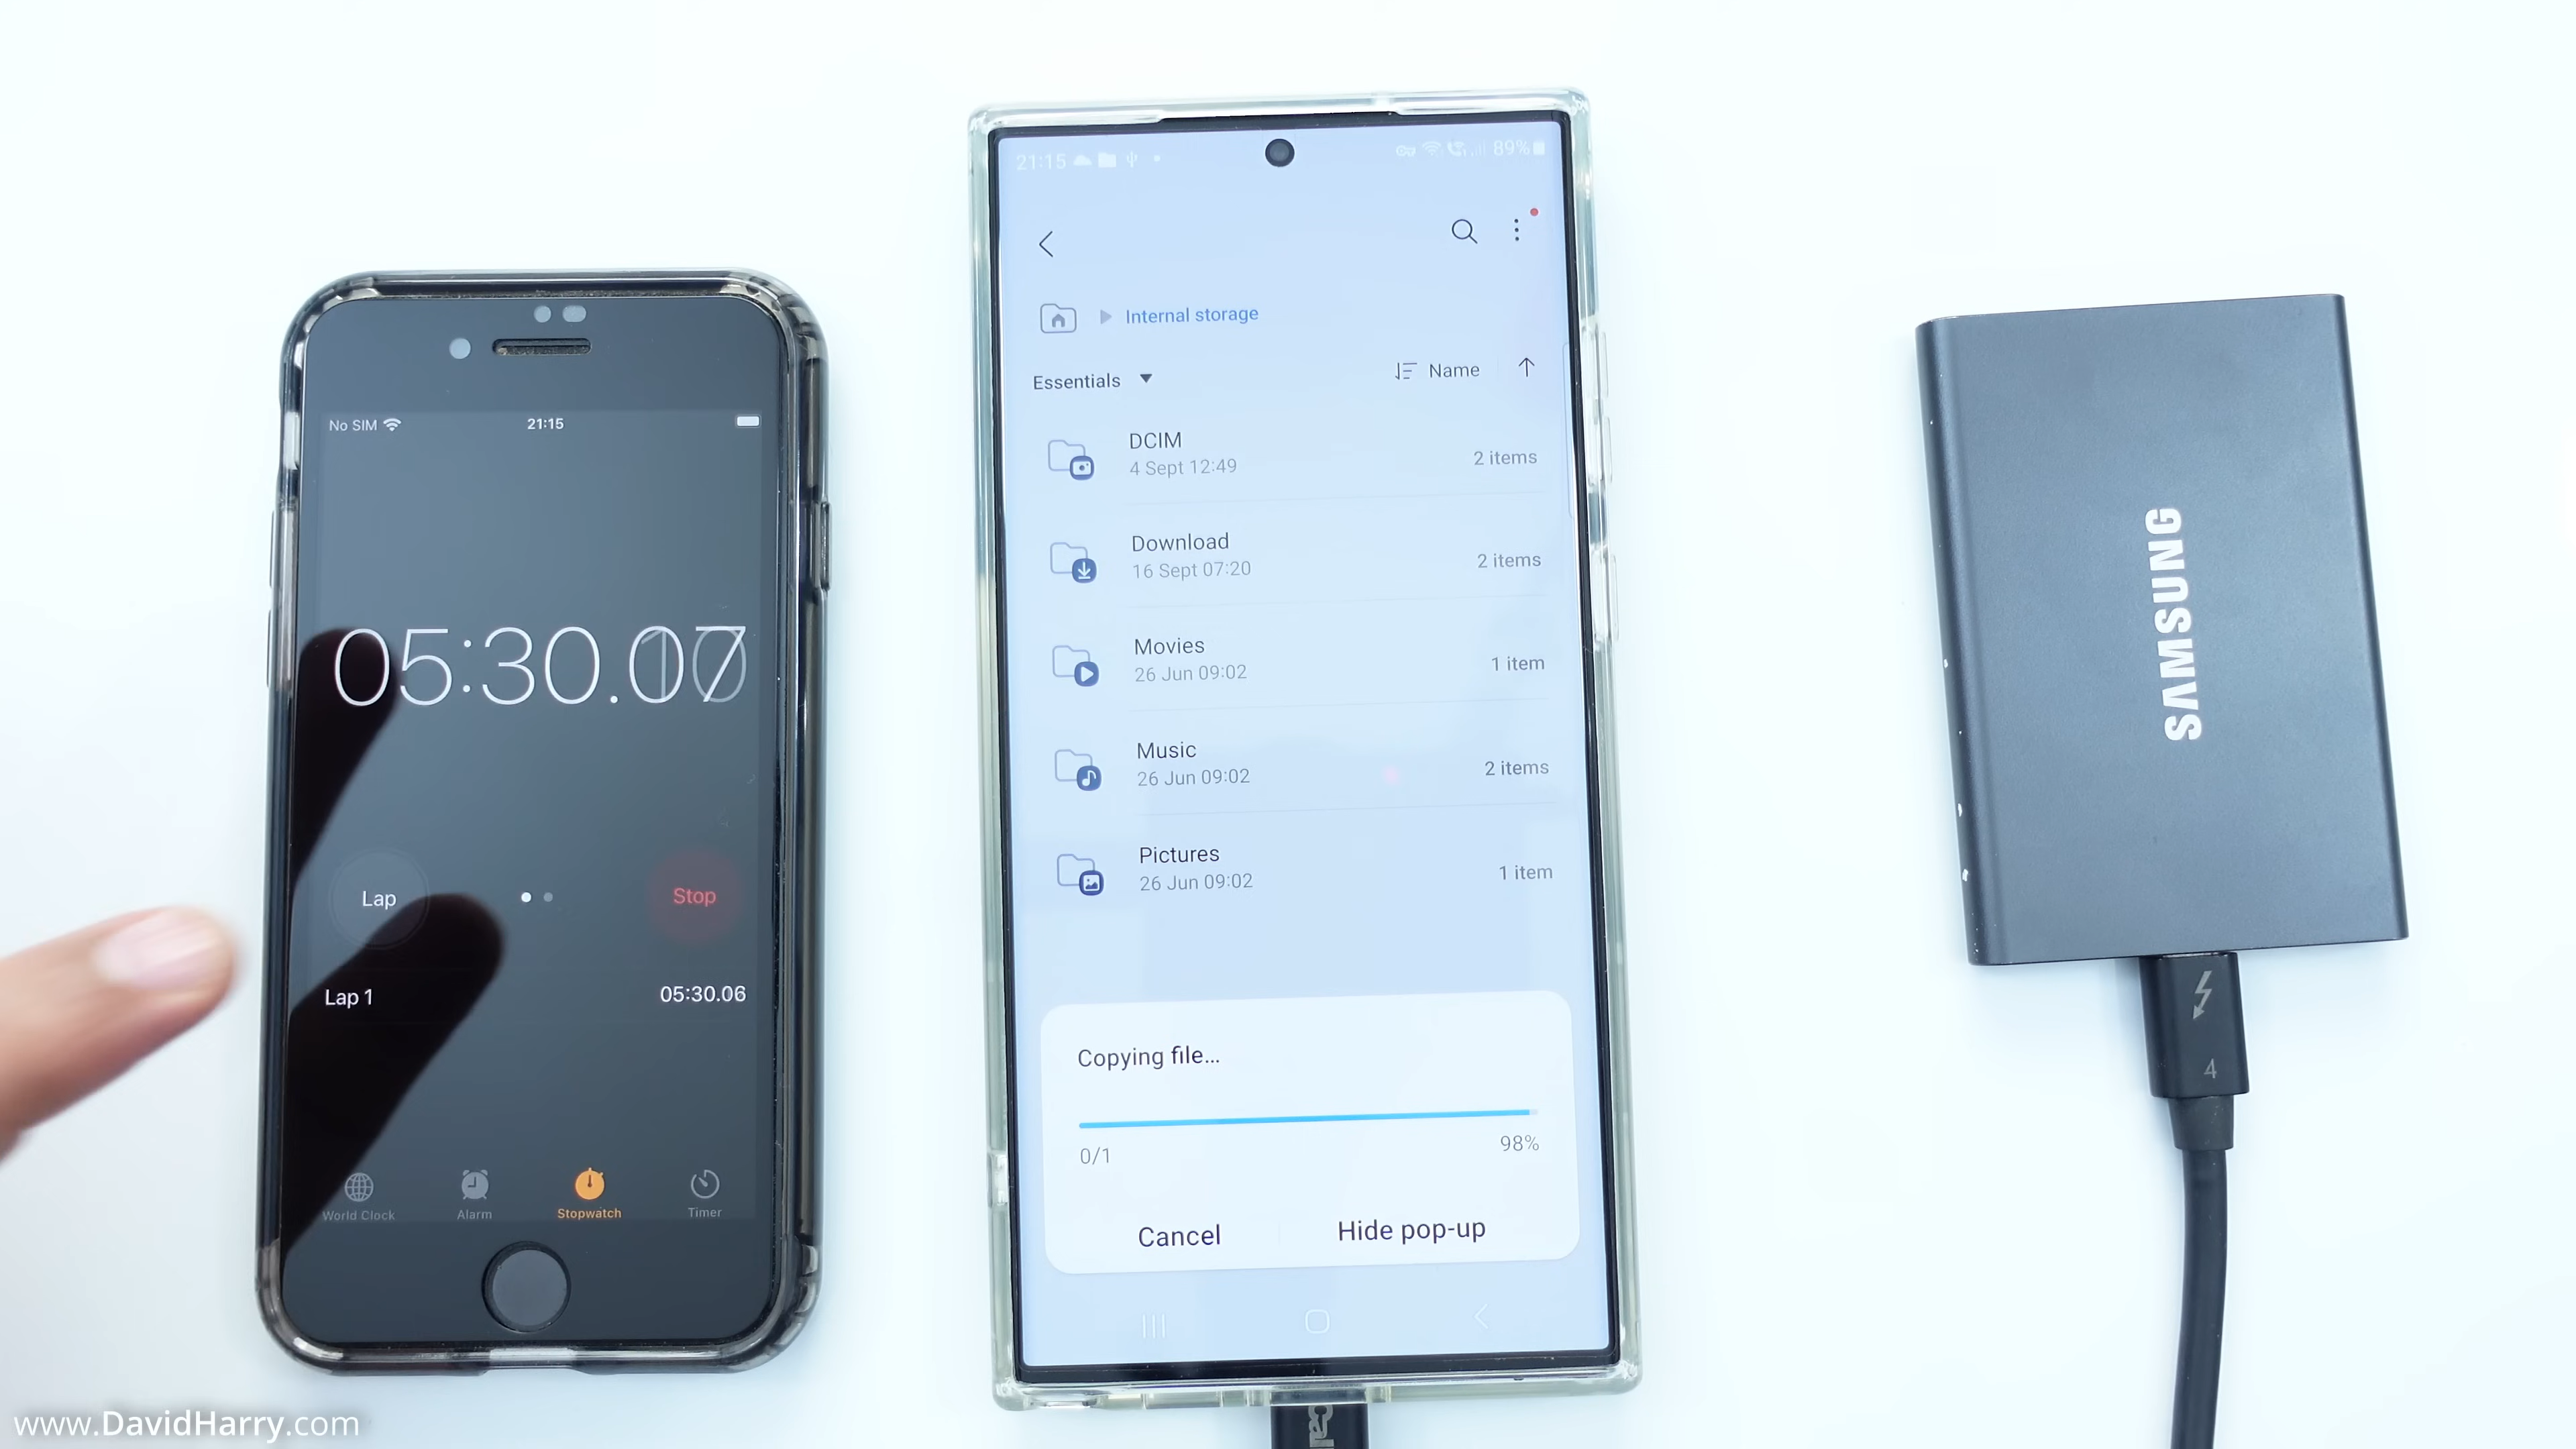 No SIM
21:15
05:30.07
Lap
Stop
Lap 1
05:30.06
World Clock
Alarm
Stopwatch
Timer
21:15
89%
Internal storage
Essentials
Name
DCIM
4 Sept 12:49
2 items
Download
16 Sept 07:20
2 items
Movies
26 Jun 09:02
1 item
Music
26 Jun 09:02
2 items
Pictures
26 Jun 09:02
1 item
Copying file...
0/1
98%
Cancel
Hide pop-up
SAMSUNG
4
www.DavidHarry.com